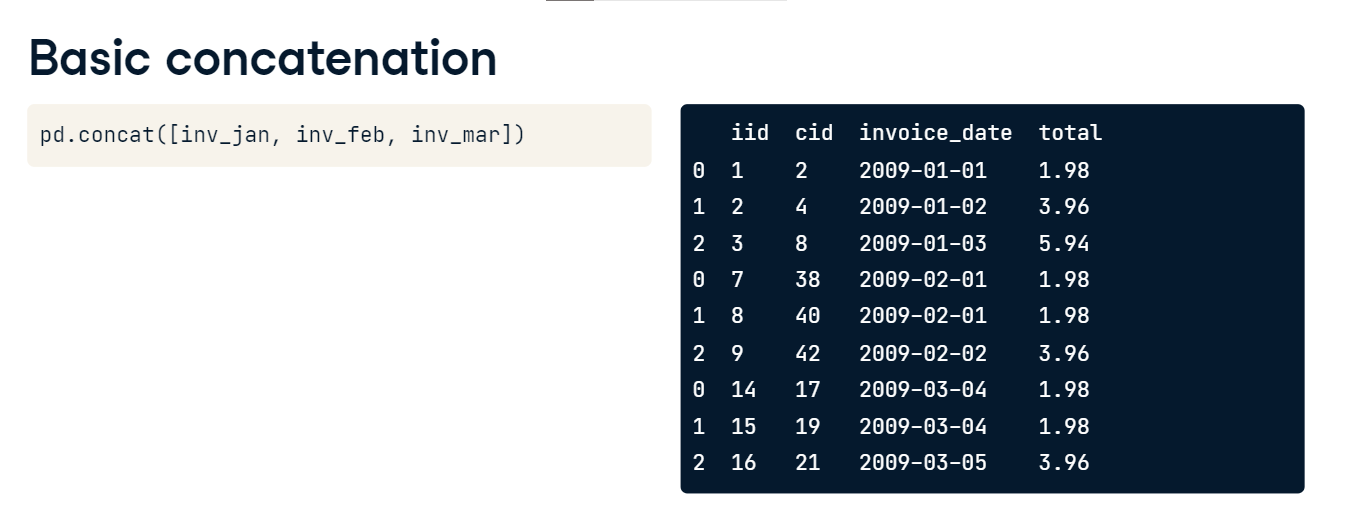 Basic concatenation
pd.concat([inv_jan, inv_feb, inv_mar])
iid cid invoice_date total
0 1 2 2009-01-01 1.98
1 2 4 2009-01-02 3.96
2 3 8 2009-01-03 5.94
0 7 38 2009-02-01 1.98
1 8 40 2009-02-01 1.98
2 9 42 2009-02-02 3.96
0 14 17 2009-03-04 1.98
1 15 19 2009-03-04 1.98
2 16 21 2009-03-05 3.96